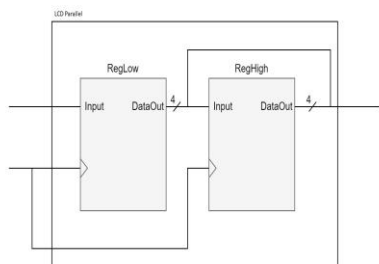 LCD Parallel
RegLow
RegHigh
Input
DataOut
4
Input
DataOut
4